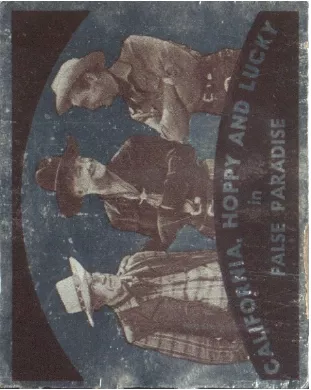 CALIFORNIA, HOPPY AND LUCKY
in
FALSE PARADISE